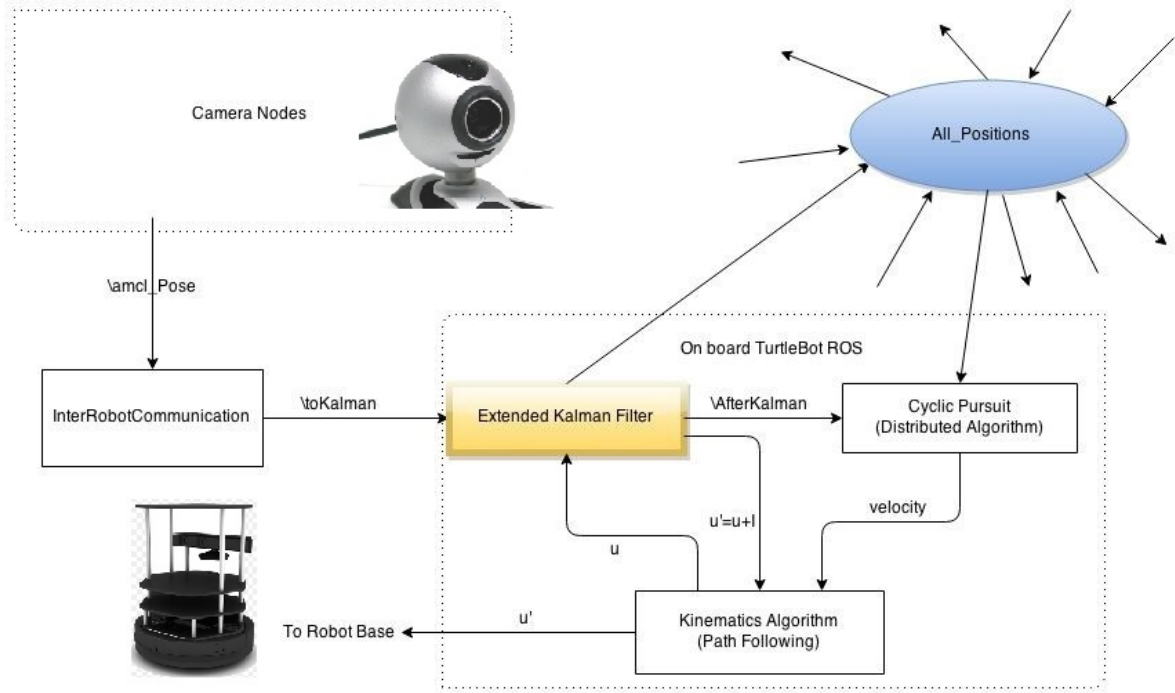 Camera Nodes
All_Positions
\amcl_Pose
On board TurtleBot ROS
InterRobotCommunication
\toKalman
Extended Kalman Filter
\AfterKalman
Cyclic Pursuit
(Distributed Algorithm)
velocity
u'=u+I
u
Kinematics Algorithm
(Path Following)
u'
To Robot Base